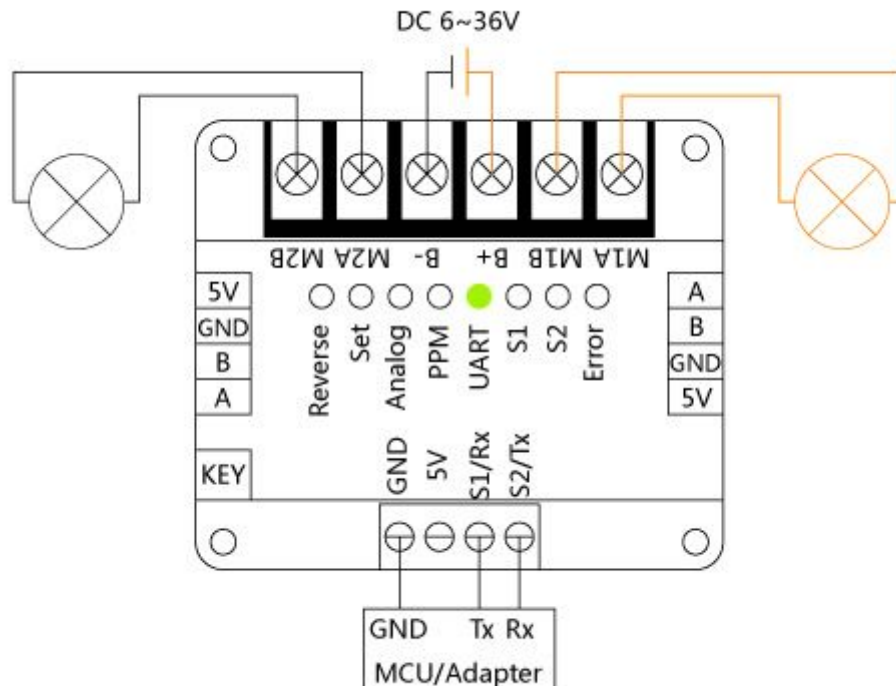 DC 6~36V
M2B M2A B- B+ M1B M1A
5V
GND
B
A
A
B
GND
5V
Reverse Set Analog PPM UART S1 S2 Error
KEY
GND 5V S1/Rx S2/Tx
GND Tx Rx
MCU/Adapter